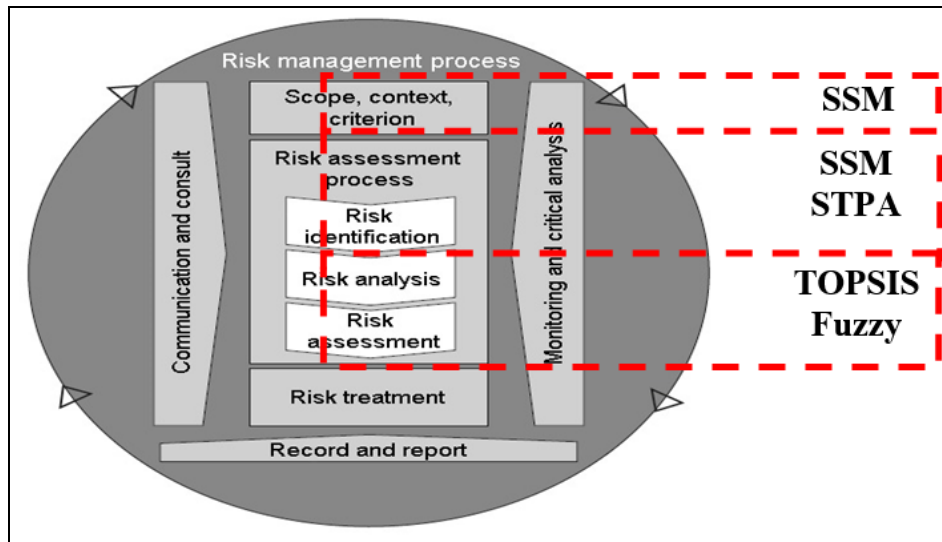 Risk management process
Scope, context,
criterion
SSM
Communication and consult
Risk assessment
process
Monitoring and critical analysis
SSM
STPA
Risk
identification
Risk analysis
TOPSIS
Fuzzy
Risk
assessment
Risk treatment
Record and report